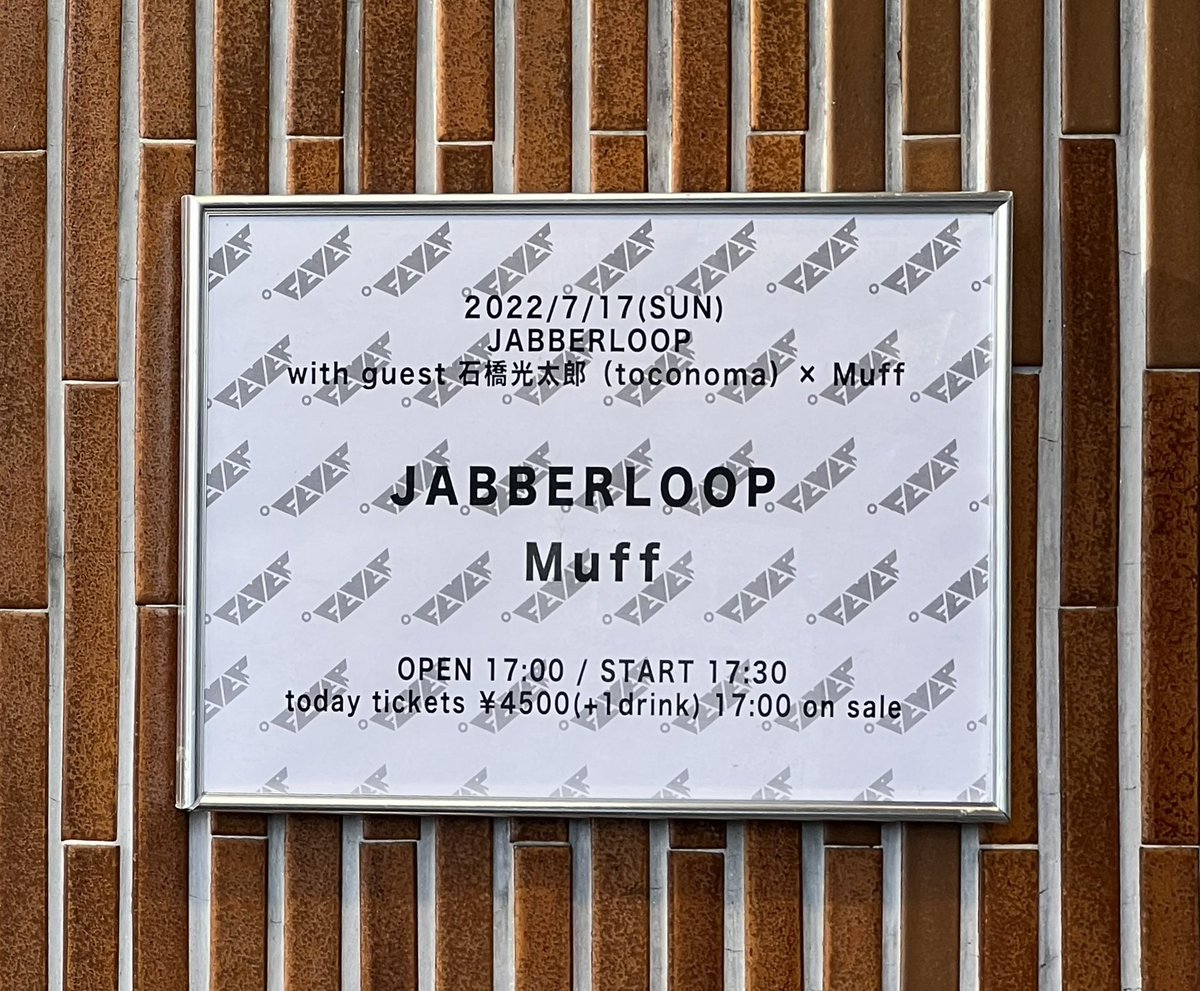 2022/7/17(SUN)
JABBERLOOP
with guest 石橋光太郎（toconoma）× Muff
JABBERLOOP
Muff
OPEN 17:00 / START 17:30
today tickets ¥4500(+1drink) 17:00 on sale